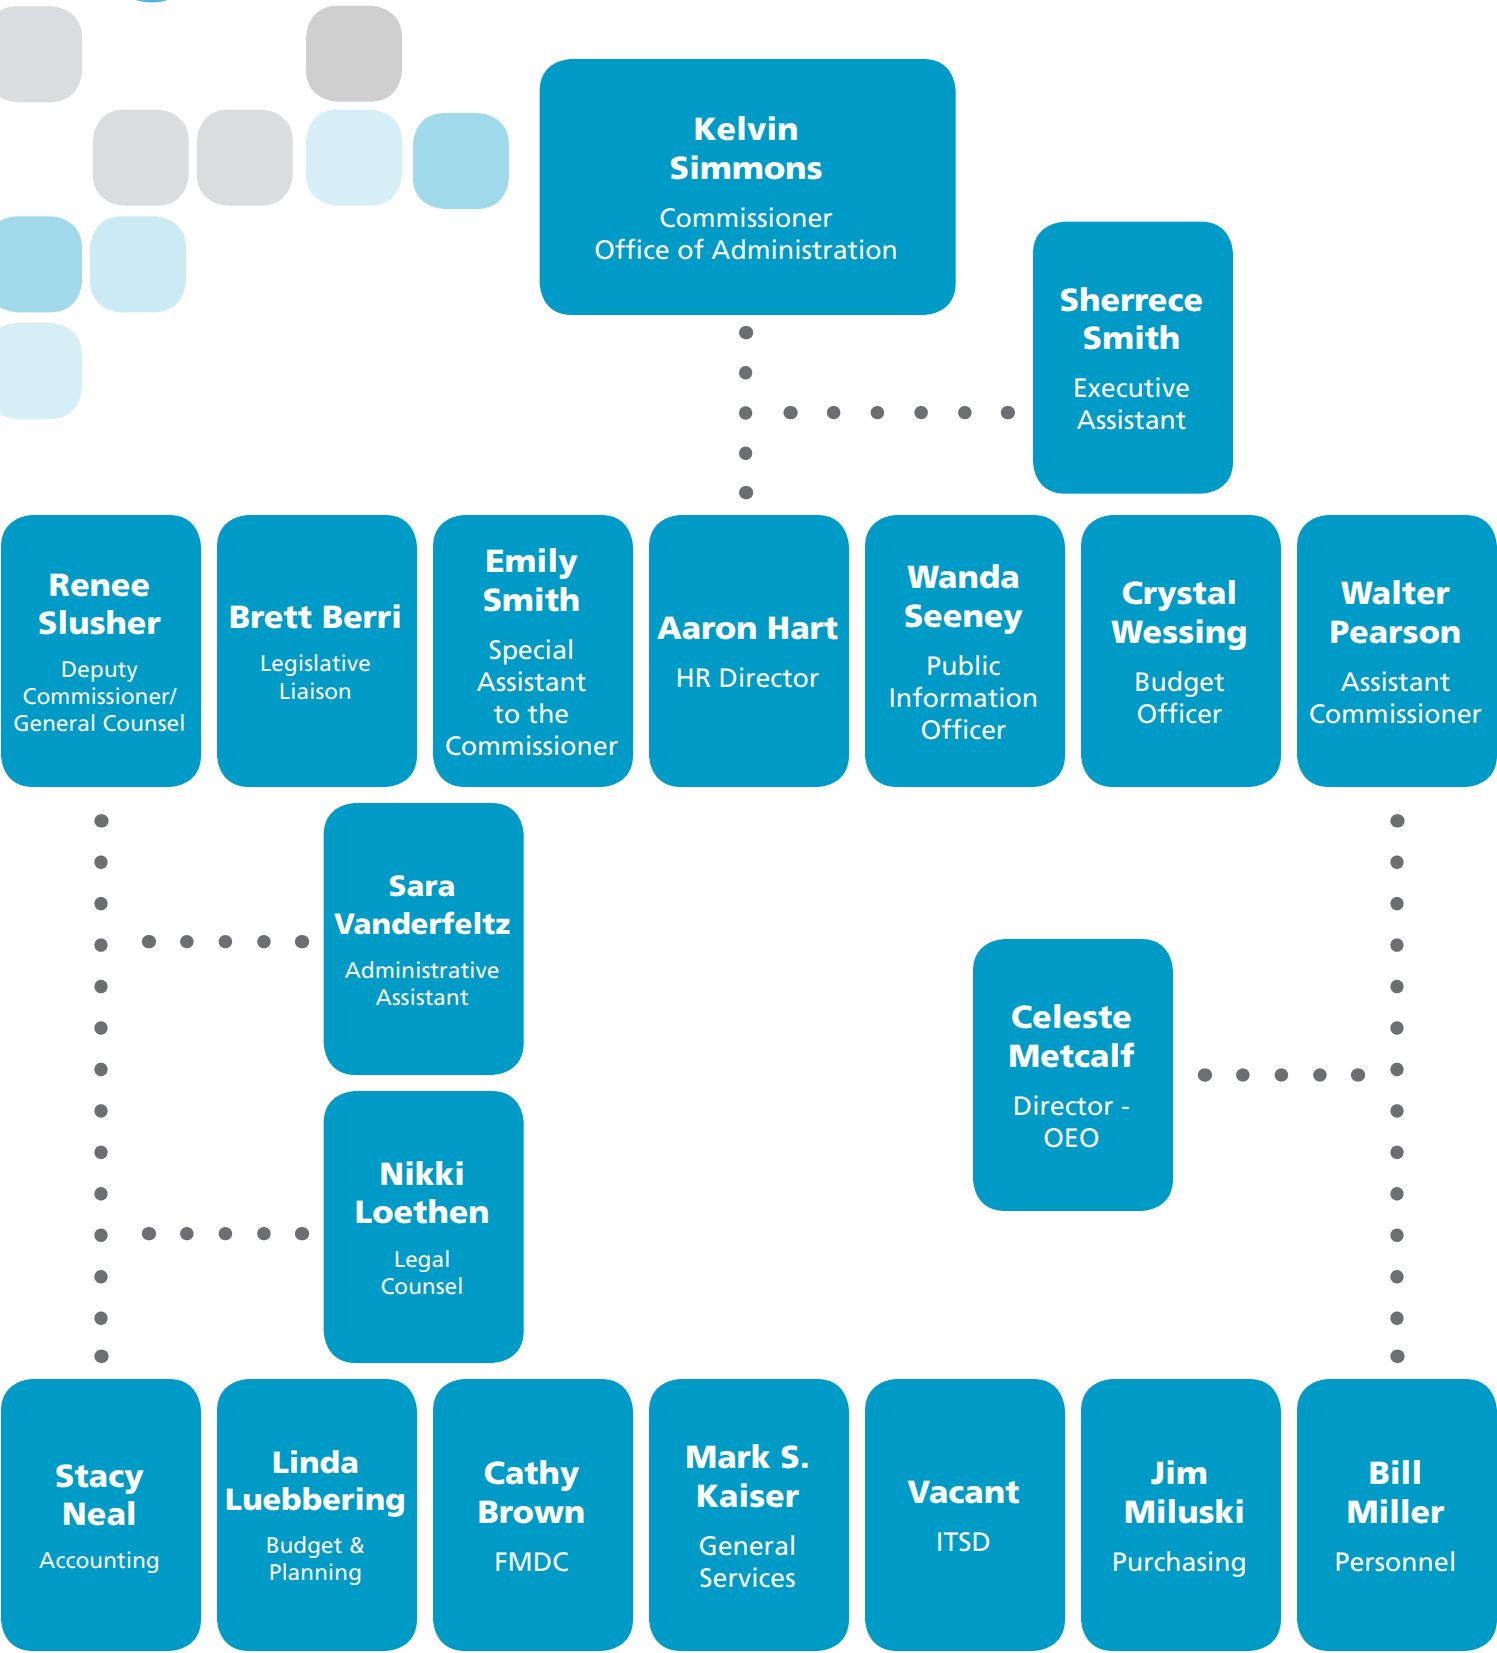 Kelvin
Simmons
Commissioner
Office of Administration
Sherrece
Smith
Executive
Assistant
Renee
Slusher
Deputy
Commissioner/
General Counsel
Brett Berri
Legislative
Liaison
Emily
Smith
Special
Assistant
to the
Commissioner
Aaron Hart
HR Director
Wanda
Seeney
Public
Information
Officer
Crystal
Wessing
Budget
Officer
Walter
Pearson
Assistant
Commissioner
Sara
Vanderfeltz
Administrative
Assistant
Celeste
Metcalf
Director -
OEO
Nikki
Loethen
Legal
Counsel
Stacy
Neal
Accounting
Linda
Luebbering
Budget &
Planning
Cathy
Brown
FMDC
Mark S.
Kaiser
General
Services
Vacant
ITSD
Jim
Miluski
Purchasing
Bill
Miller
Personnel